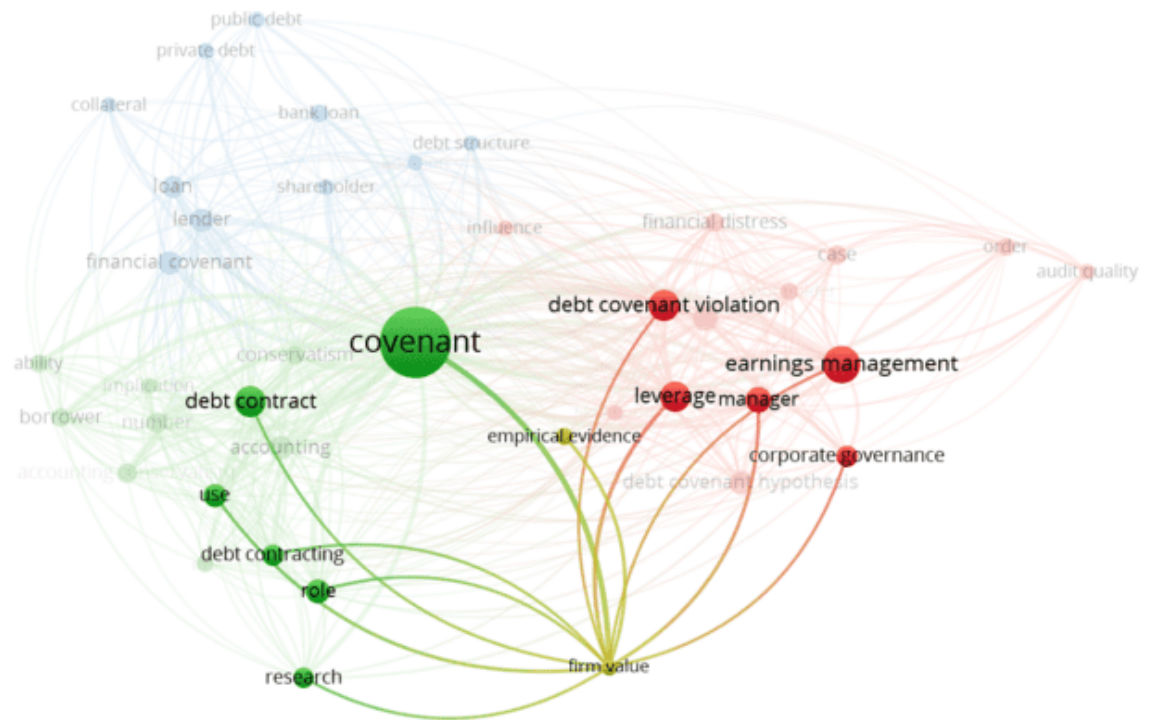 public debt
private debt
collateral
bank loan
debt structure
loan
shareholder
lender
influence
financial distress
financial covenant
case
order
audit quality
debt covenant violation
covenant
conservatism
ability
earnings management
implication
debt contract
leverage
manager
borrower
number
empirical evidence
accounting
corporate governance
accounting conservatism
debt covenant hypothesis
use
debt contracting
role
firm value
research